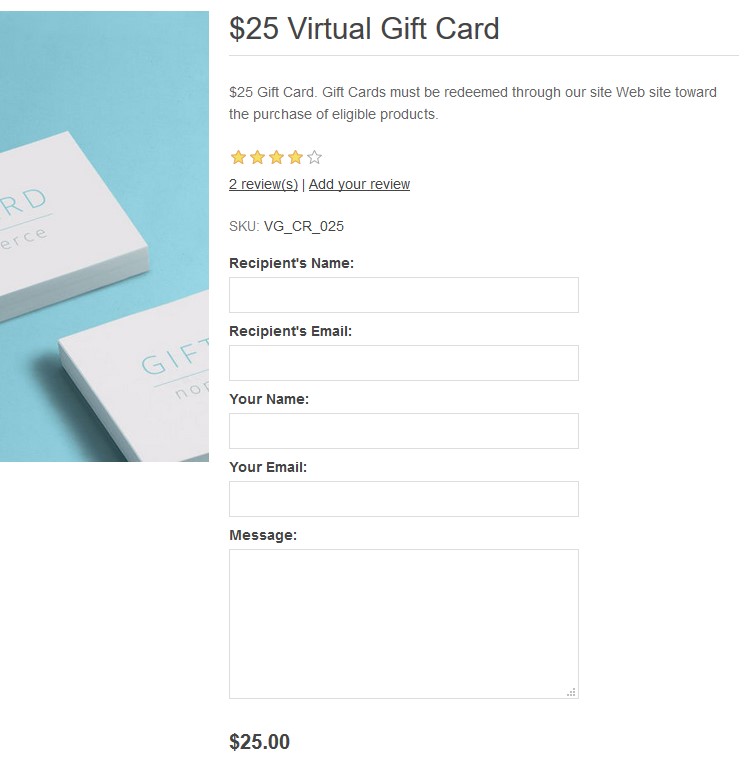 $25 Virtual Gift Card
$25 Gift Card. Gift Cards must be redeemed through our site Web site toward
the purchase of eligible products.
2 review(s) | Add your review
SKU: VG_CR_025
RD
erce
Recipient's Name:
Recipient's Email:
GIFT
nop
Your Name:
Your Email:
Message:
$25.00